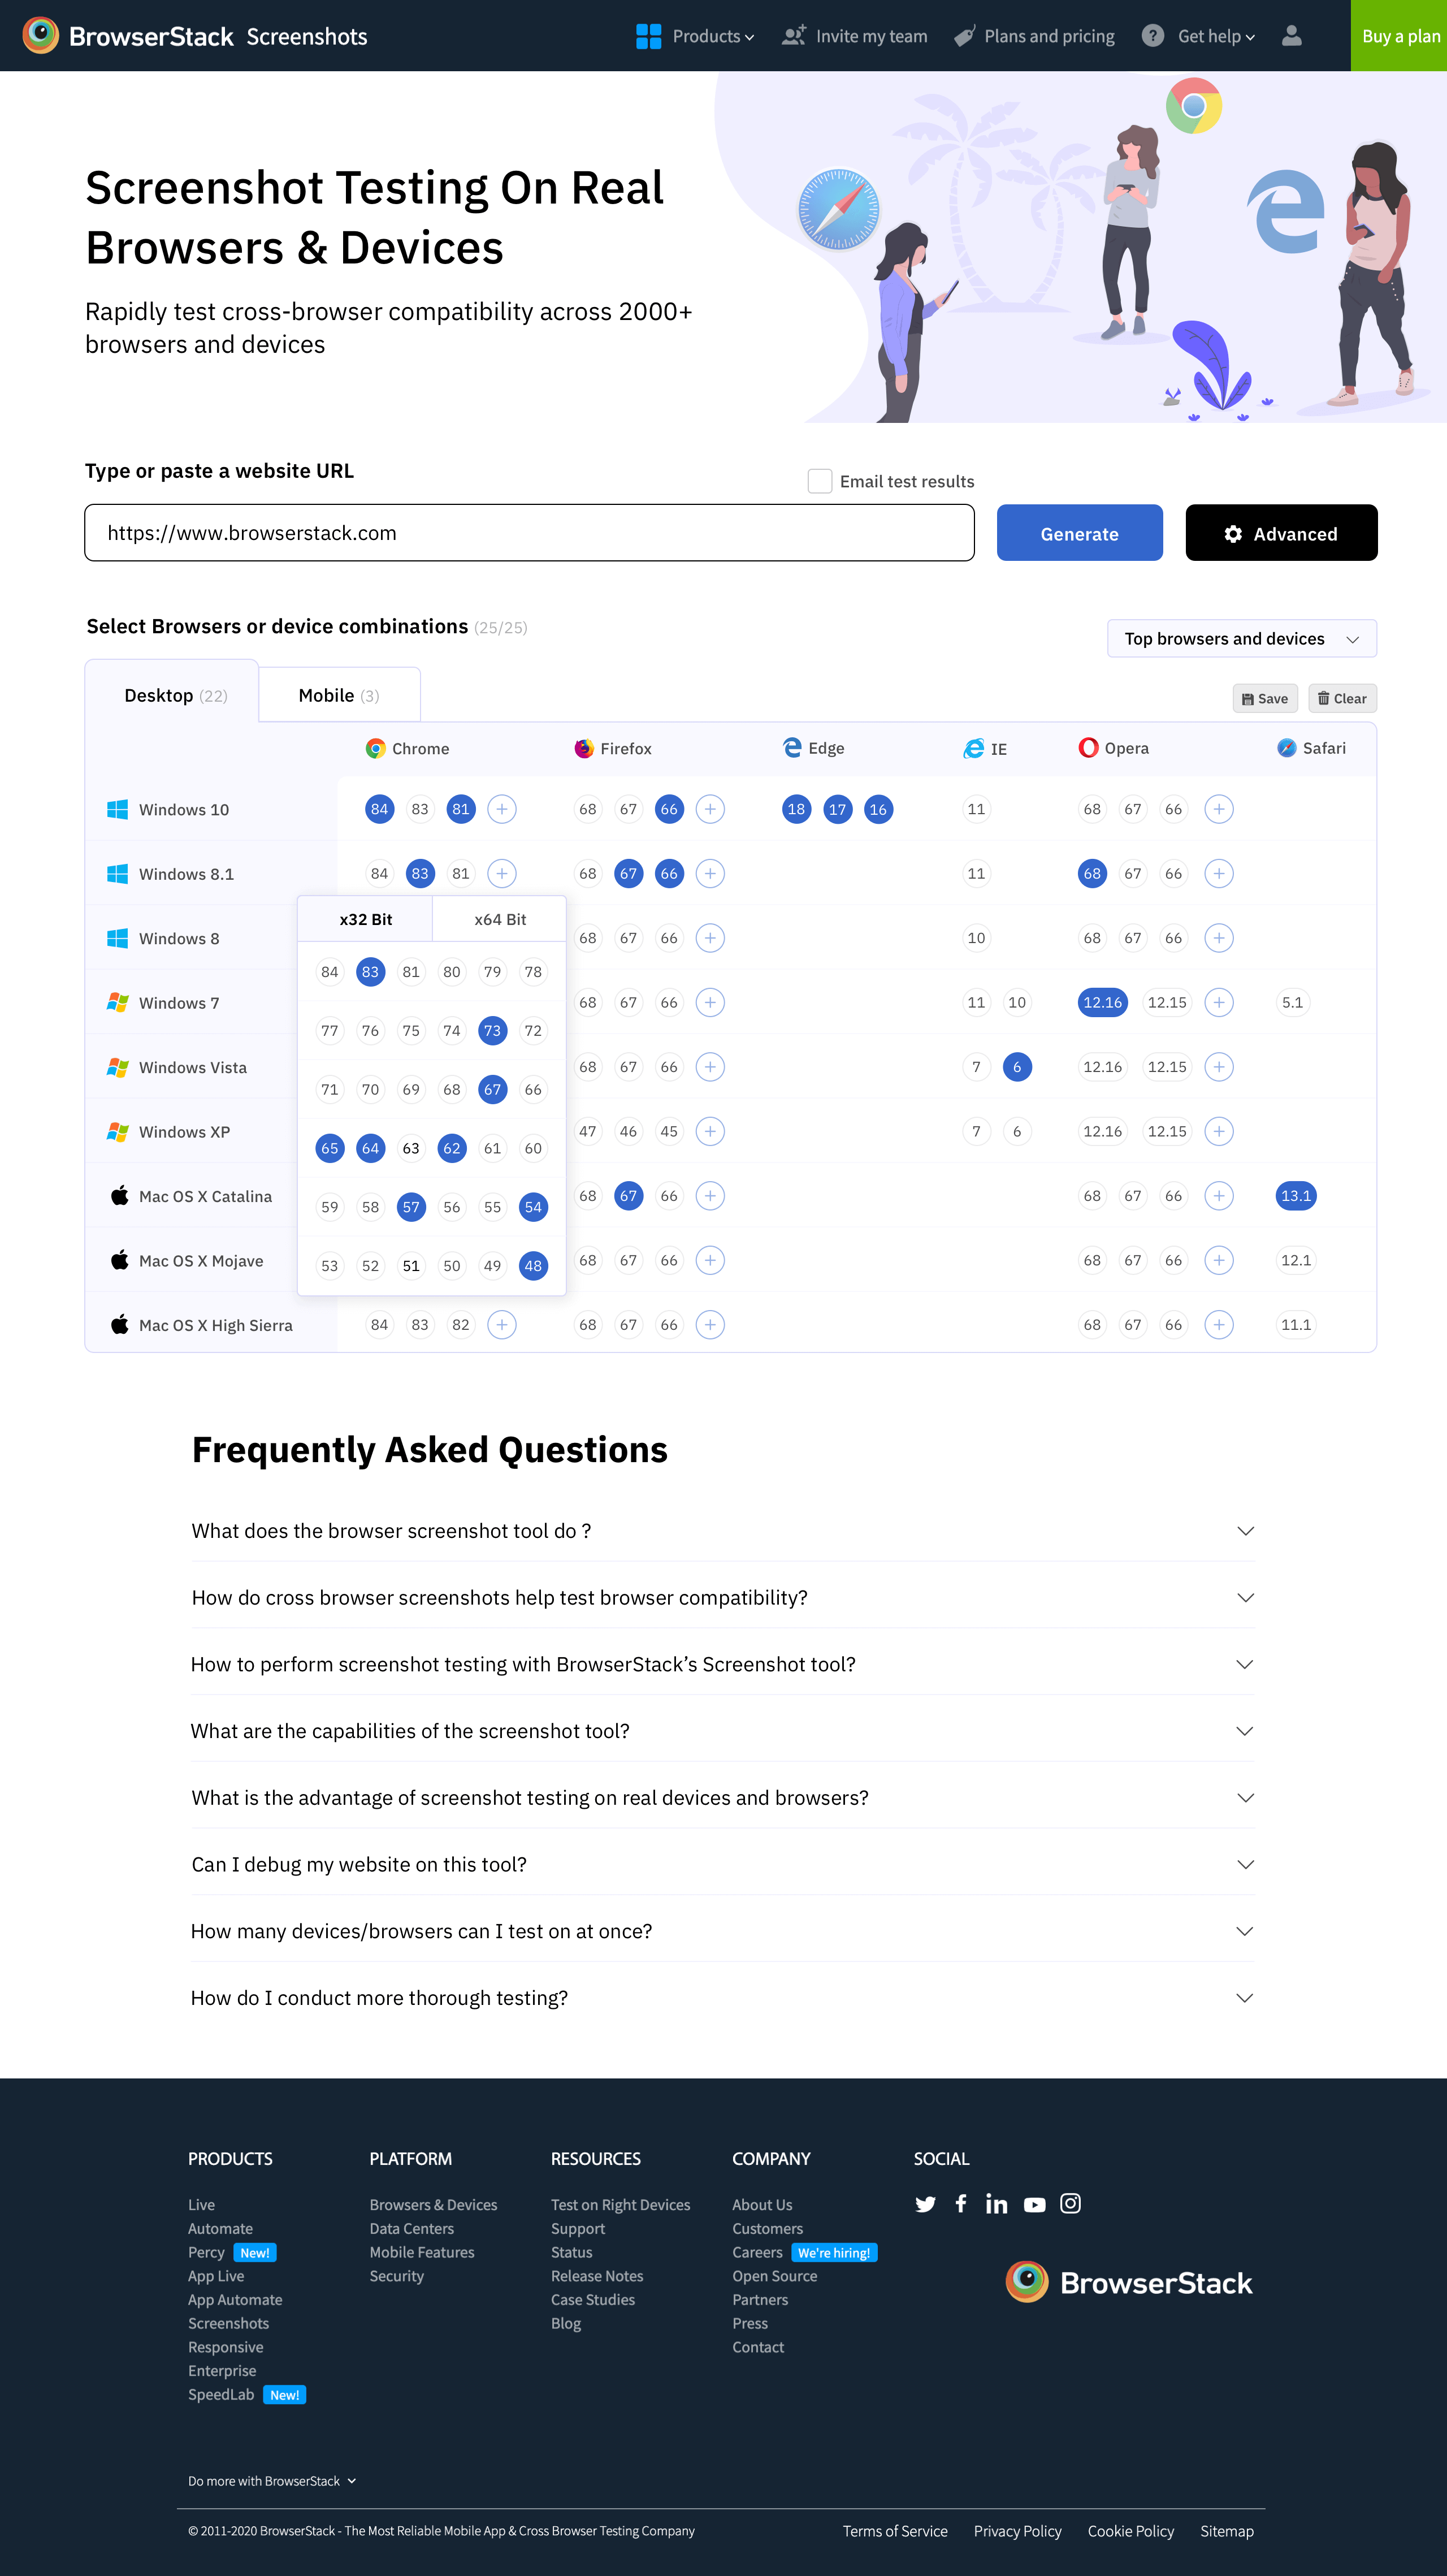 BrowserStack Screenshots
Products
Invite my team
Plans and pricing
? Get help
Buy a plan
Screenshot Testing On Real
Browsers & Devices
Rapidly test cross-browser compatibility across 2000+
browsers and devices
Type or paste a website URL
Email test results
https://www.browserstack.com
Generate
Advanced
Select Browsers or device combinations (25/25)
Top browsers and devices
Desktop (22)
Mobile (3)
Save
Clear
Chrome Firefox Edge IE Opera Safari
Windows 10 84 83 81 + 68 67 66 + 18 17 16 11 68 67 66 +
Windows 8.1 84 83 81 + 68 67 66 + 11 68 67 66 +
Windows 8 68 67 66 + 10 68 67 66 +
Windows 7 68 67 66 + 11 10 12.16 12.15 + 5.1
Windows Vista 68 67 66 + 7 6 12.16 12.15 +
Windows XP 47 46 45 + 7 6 12.16 12.15 +
Mac OS X Catalina 68 67 66 + 68 67 66 + 13.1
Mac OS X Mojave 68 67 66 + 68 67 66 + 12.1
Mac OS X High Sierra 84 83 82 + 68 67 66 + 68 67 66 + 11.1
x32 Bit x64 Bit
84 83 81 80 79 78
77 76 75 74 73 72
71 70 69 68 67 66
65 64 63 62 61 60
59 58 57 56 55 54
53 52 51 50 49 48
Frequently Asked Questions
What does the browser screenshot tool do ?
How do cross browser screenshots help test browser compatibility?
How to perform screenshot testing with BrowserStack’s Screenshot tool?
What are the capabilities of the screenshot tool?
What is the advantage of screenshot testing on real devices and browsers?
Can I debug my website on this tool?
How many devices/browsers can I test on at once?
How do I conduct more thorough testing?
PRODUCTS
Live
Automate
Percy New!
App Live
App Automate
Screenshots
Responsive
Enterprise
SpeedLab New!
PLATFORM
Browsers & Devices
Data Centers
Mobile Features
Security
RESOURCES
Test on Right Devices
Support
Status
Release Notes
Case Studies
Blog
COMPANY
About Us
Customers
Careers We're hiring!
Open Source
Partners
Press
Contact
SOCIAL
BrowserStack
Do more with BrowserStack
© 2011-2020 BrowserStack - The Most Reliable Mobile App & Cross Browser Testing Company
Terms of Service Privacy Policy Cookie Policy Sitemap